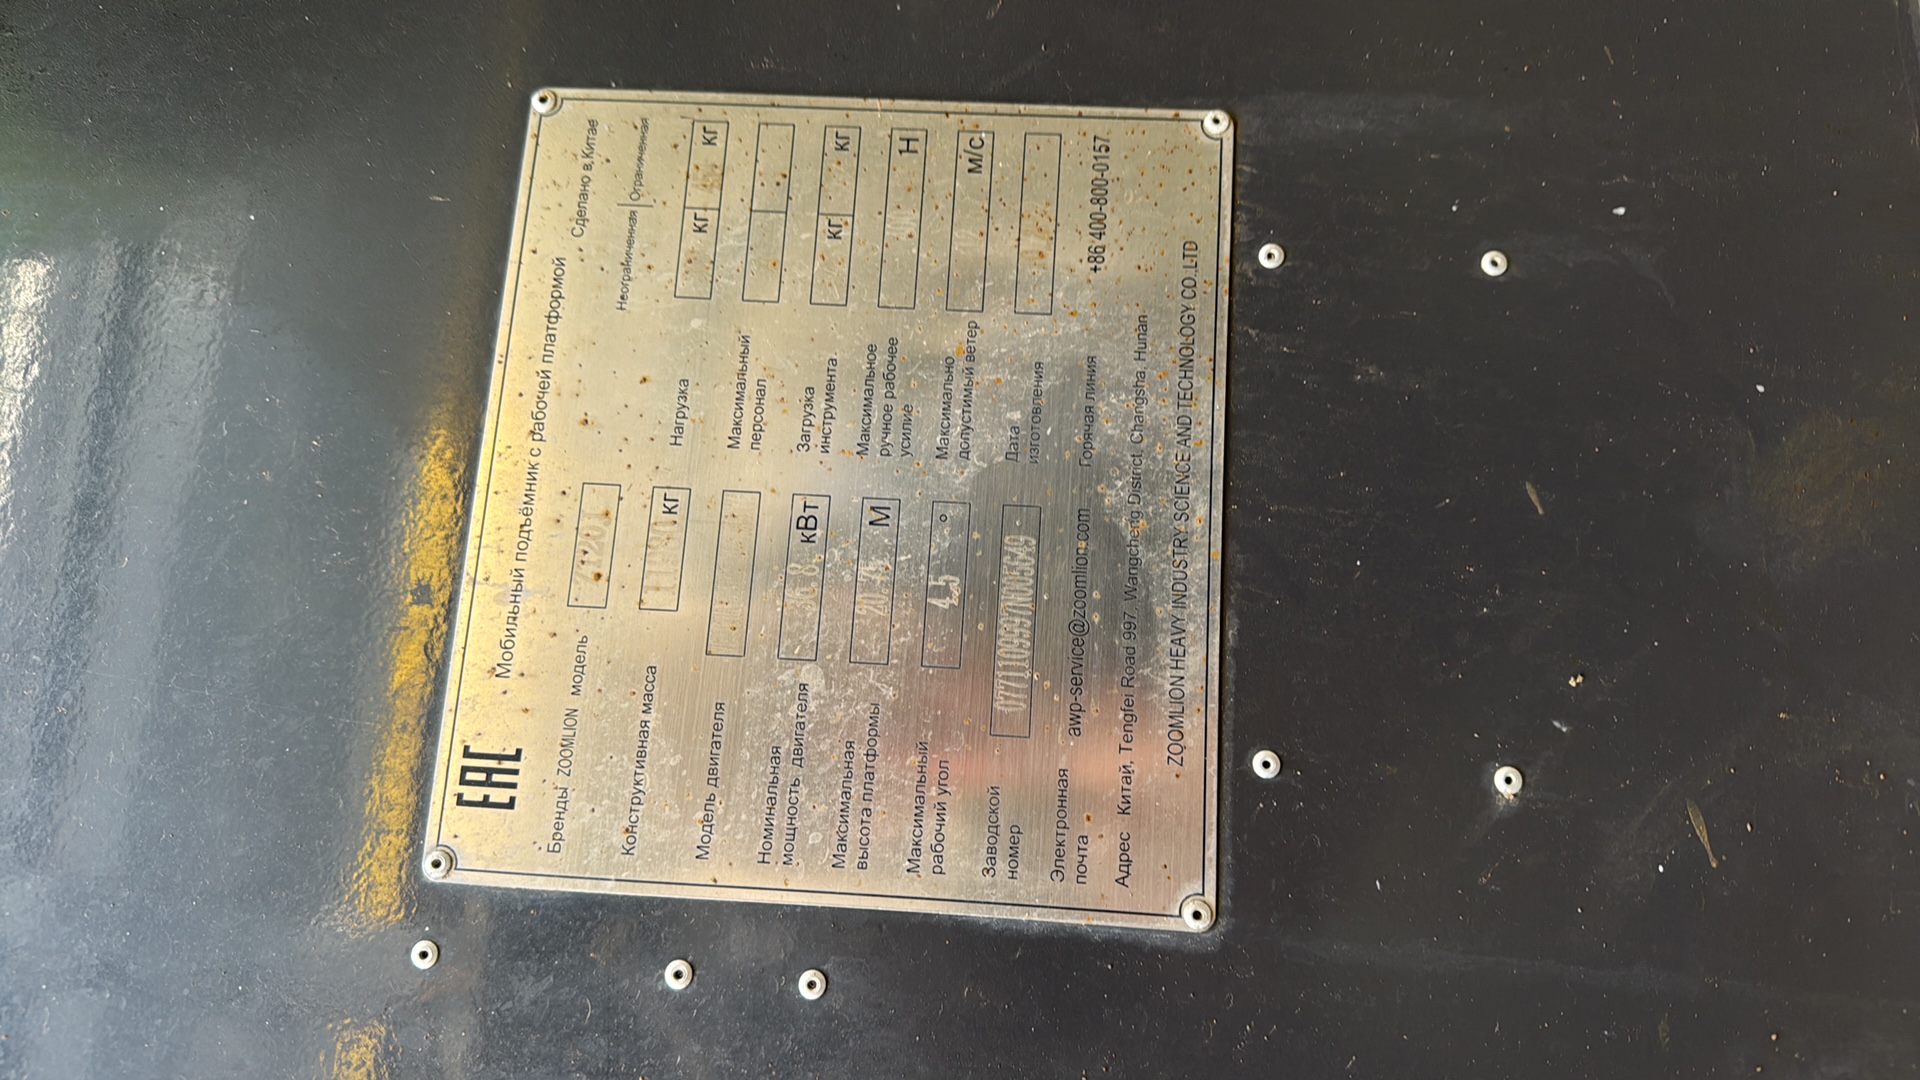 EAC
Мобильный подъёмник с рабочей платформой
Сделано в Китае
Бренды ZOOMLION модель
Неограниченная Ограниченная
Конструктивная масса КГ
Нагрузка КГ КГ
Модель двигателя
Максимальный
персонал
Номинальная
мощность двигателя кВт
Загрузка
инструмента КГ КГ
Максимальная
высота платформы М
Максимальное
ручное рабочее
усилие Н
Максимальный
рабочий угол 4.5 °
Максимально
допустимый ветер м/с
Заводской
номер
Дата
изготовления
Электронная
почта awp-service@zoomlion.com
Горячая линия +86 400-800-0157
Адрес Китай, Tengfei Road 997, Wangcheng District, Changsha, Hunan
ZOOMLION HEAVY INDUSTRY SCIENCE AND TECHNOLOGY CO.,LTD